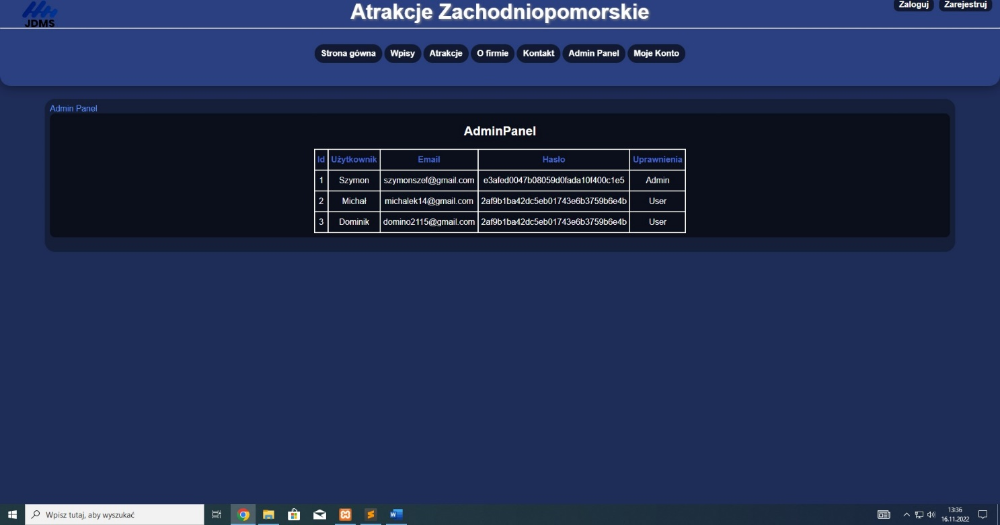 JDMS
Atrakcje Zachodniopomorskie
Zaloguj Zarejestruj
Strona gówna Wpisy Atrakcje O firmie Kontakt Admin Panel Moje Konto
Admin Panel
AdminPanel
Id Użytkownik Email Hasło Uprawnienia
1 Szymon szymonszef@gmail.com e3afed0047b08059d0fada10f400c1e5 Admin
2 Michał michalek14@gmail.com 2af9b1ba42dc5eb01743e6b3759b6e4b User
3 Dominik domino2115@gmail.com 2af9b1ba42dc5eb01743e6b3759b6e4b User
Wpisz tutaj, aby wyszukać
13:36
16.11.2022